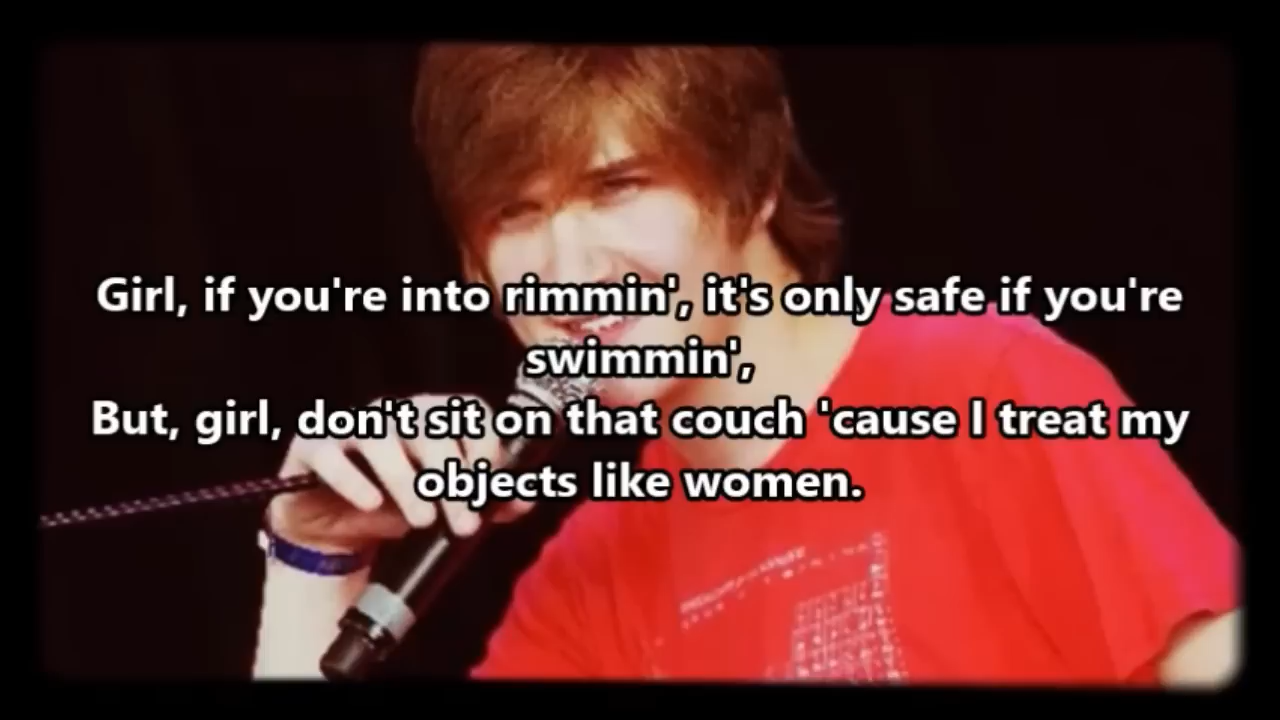 Girl, if you're into rimmin', it's only safe if you're
swimmin',
But, girl, don't sit on that couch 'cause I treat my
objects like women.